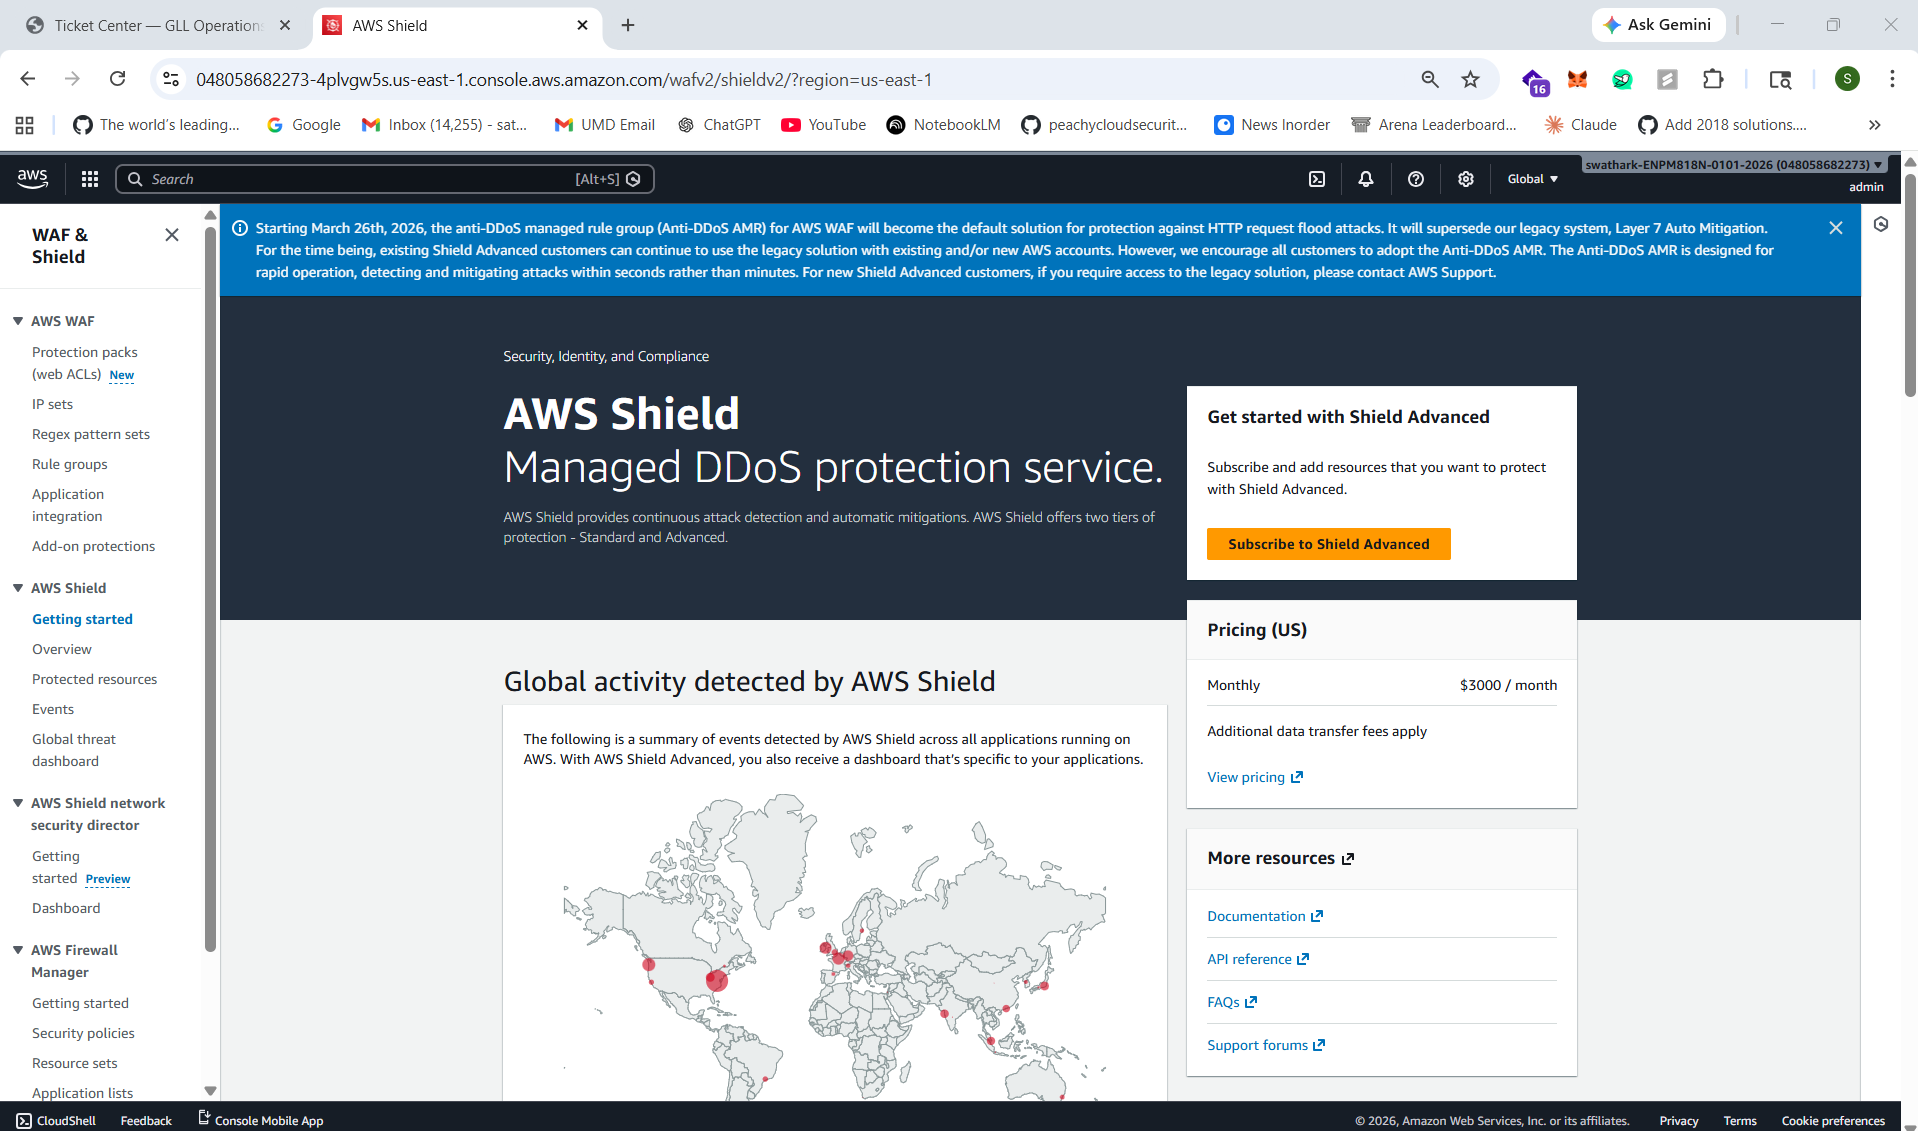 Ticket Center — GLL Operation
AWS Shield
Ask Gemini
048058682273-4plvgw5s.us-east-1.console.aws.amazon.com/wafv2/shieldv2/?region=us-east-1
16
S
The world's leading...
Google
Inbox (14,255) - sat...
UMD Email
ChatGPT
YouTube
NotebookLM
peachycloudsecurit...
News Inorder
Arena Leaderboard...
Claude
Add 2018 solutions....
aws
Search
[Alt+S]
Global
swathark-ENPM818N-0101-2026 (048058682273)
admin
WAF &
Shield
AWS WAF
Protection packs
(web ACLs) New
IP sets
Regex pattern sets
Rule groups
Application
integration
Add-on protections
AWS Shield
Getting started
Overview
Protected resources
Events
Global threat
dashboard
AWS Shield network
security director
Getting
started Preview
Dashboard
AWS Firewall
Manager
Getting started
Security policies
Resource sets
Application lists
Starting March 26th, 2026, the anti-DDoS managed rule group (Anti-DDoS AMR) for AWS WAF will become the default solution for protection against HTTP request flood attacks. It will supersede our legacy system, Layer 7 Auto Mitigation.
For the time being, existing Shield Advanced customers can continue to use the legacy solution with existing and/or new AWS accounts. However, we encourage all customers to adopt the Anti-DDoS AMR. The Anti-DDoS AMR is designed for
rapid operation, detecting and mitigating attacks within seconds rather than minutes. For new Shield Advanced customers, if you require access to the legacy solution, please contact AWS Support.
Security, Identity, and Compliance
AWS Shield
Managed DDoS protection service.
AWS Shield provides continuous attack detection and automatic mitigations. AWS Shield offers two tiers of
protection - Standard and Advanced.
Get started with Shield Advanced
Subscribe and add resources that you want to protect
with Shield Advanced.
Subscribe to Shield Advanced
Pricing (US)
Monthly $3000 / month
Additional data transfer fees apply
View pricing
Global activity detected by AWS Shield
The following is a summary of events detected by AWS Shield across all applications running on
AWS. With AWS Shield Advanced, you also receive a dashboard that's specific to your applications.
More resources
Documentation
API reference
FAQs
Support forums
CloudShell
Feedback
Console Mobile App
© 2026, Amazon Web Services, Inc. or its affiliates.
Privacy
Terms
Cookie preferences